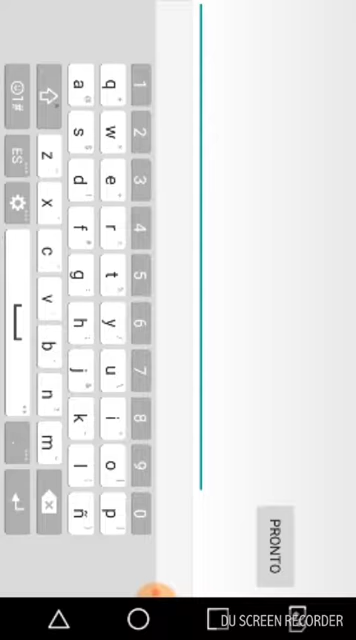 PRONTO
1 2 3 4 5 6 7 8 9 0
q w e r t y u i o p
a s d f g h j k l ñ
z x c v b n m
☺1# ES
DU SCREEN RECORDER